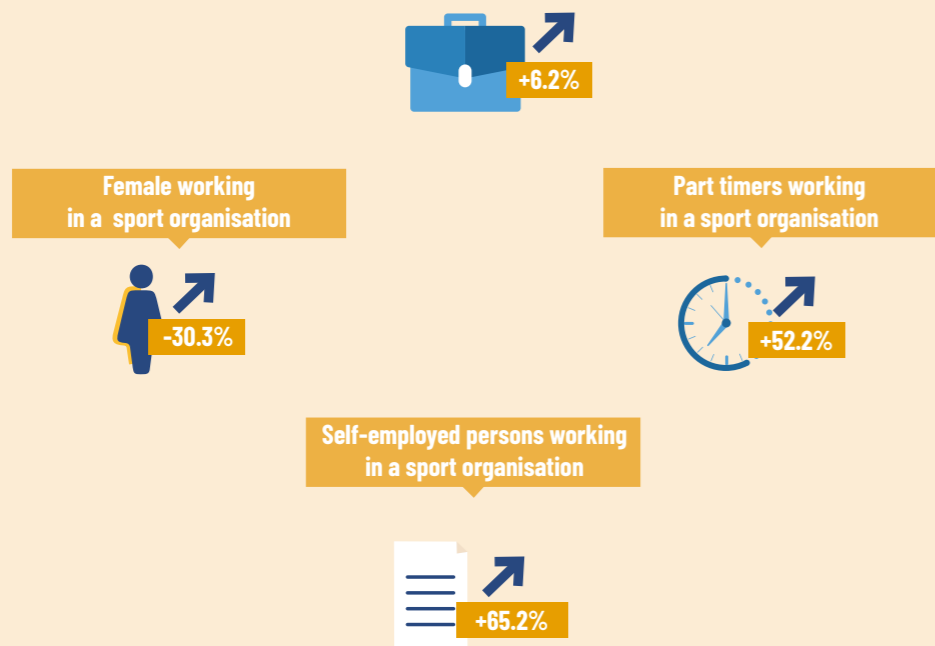 +6.2%
Female working
in a sport organisation
-30.3%
Part timers working
in a sport organisation
+52.2%
Self-employed persons working
in a sport organisation
+65.2%